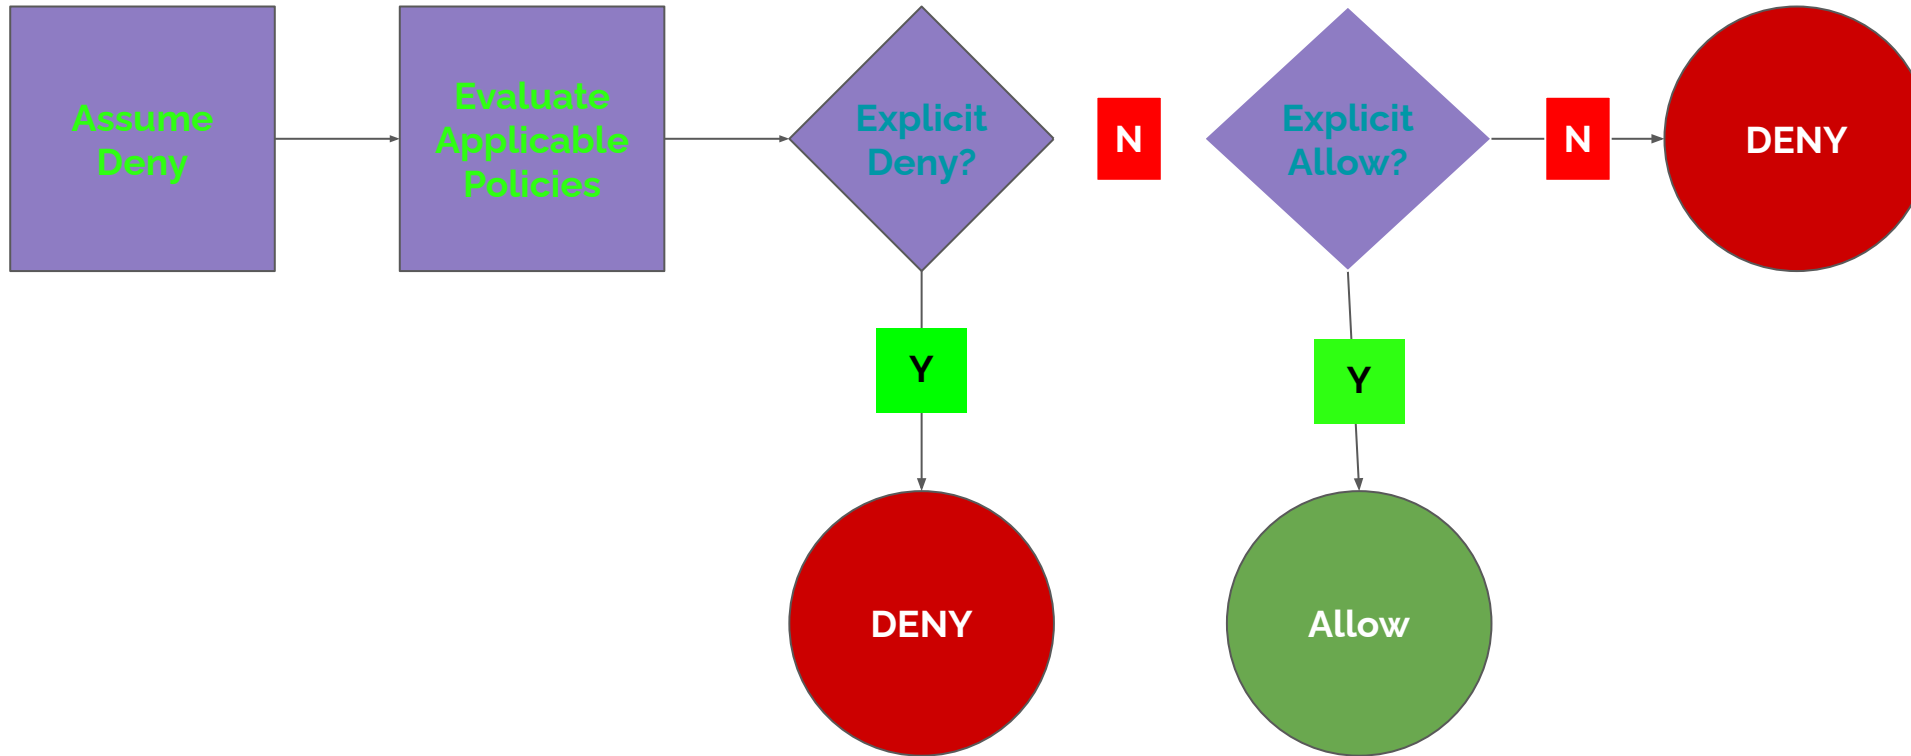 Assume
Deny
Evaluate
Applicable
Policies
Explicit
Deny?
N
Explicit
Allow?
N
DENY
Y
Y
DENY
Allow